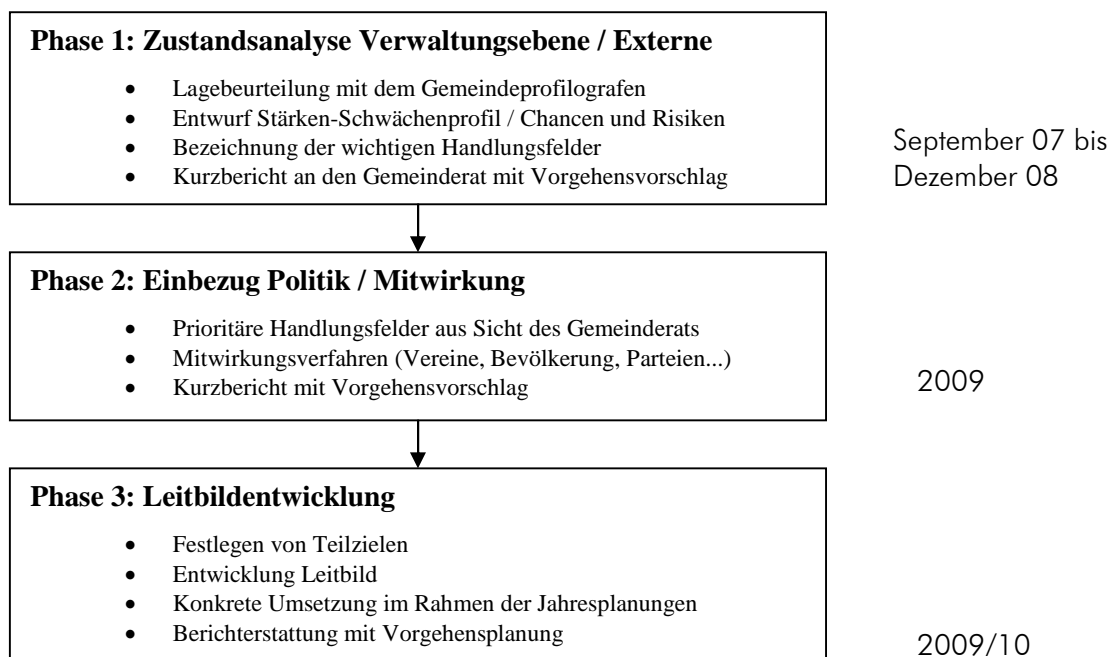 Phase 1: Zustandsanalyse Verwaltungsebene / Externe
• Lagebeurteilung mit dem Gemeindeprofilografen
• Entwurf Stärken-Schwächenprofil / Chancen und Risiken
• Bezeichnung der wichtigen Handlungsfelder
• Kurzbericht an den Gemeinderat mit Vorgehensvorschlag
September 07 bis
Dezember 08
Phase 2: Einbezug Politik / Mitwirkung
• Prioritäre Handlungsfelder aus Sicht des Gemeinderats
• Mitwirkungsverfahren (Vereine, Bevölkerung, Parteien...)
• Kurzbericht mit Vorgehensvorschlag
2009
Phase 3: Leitbildentwicklung
• Festlegen von Teilzielen
• Entwicklung Leitbild
• Konkrete Umsetzung im Rahmen der Jahresplanungen
• Berichterstattung mit Vorgehensplanung
2009/10